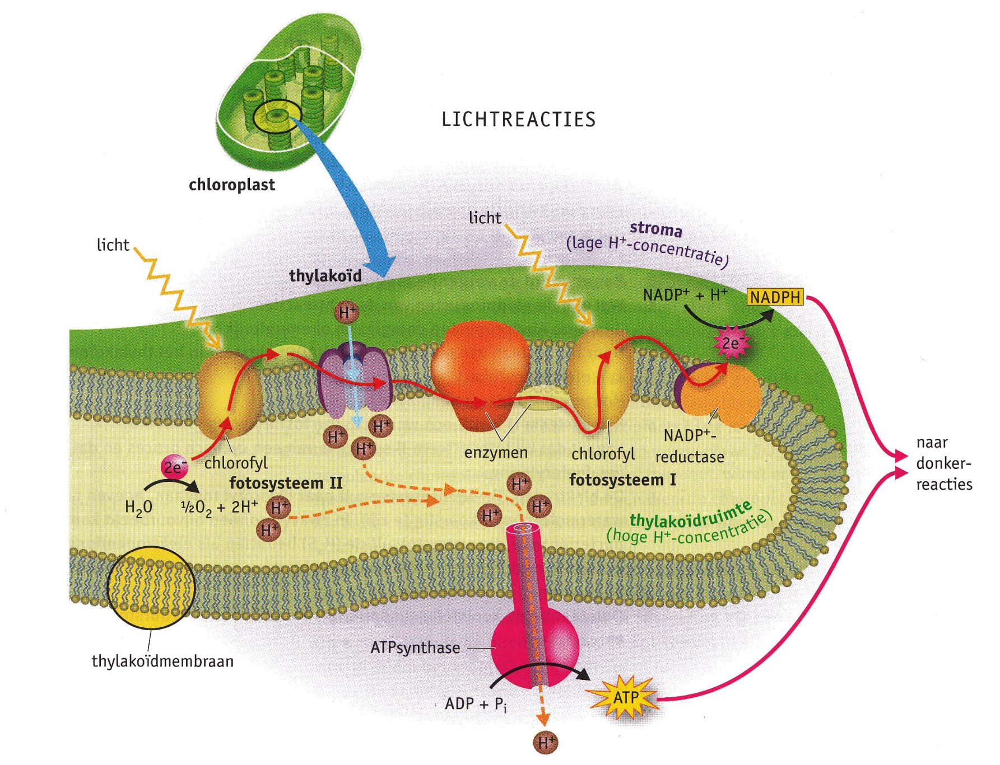 LICHTREACTIES
chloroplast
licht
stroma
(lage H⁺-concentratie)
licht
thylakoïd
NADP⁺ + H⁺
NADPH
H⁺
2e⁻
H⁺
H⁺
H⁺
enzymen
chlorofyl
NADP⁺-
reductase
naar
donker-
reacties
2e⁻
chlorofyl
fotosysteem II
fotosysteem I
H₂O
½O₂ + 2H⁺
H⁺
H⁺
H⁺
H⁺
H⁺
thylakoïdruimte
(hoge H⁺-concentratie)
thylakoïdmembraan
ATPsynthase
ADP + Pᵢ
ATP
H⁺